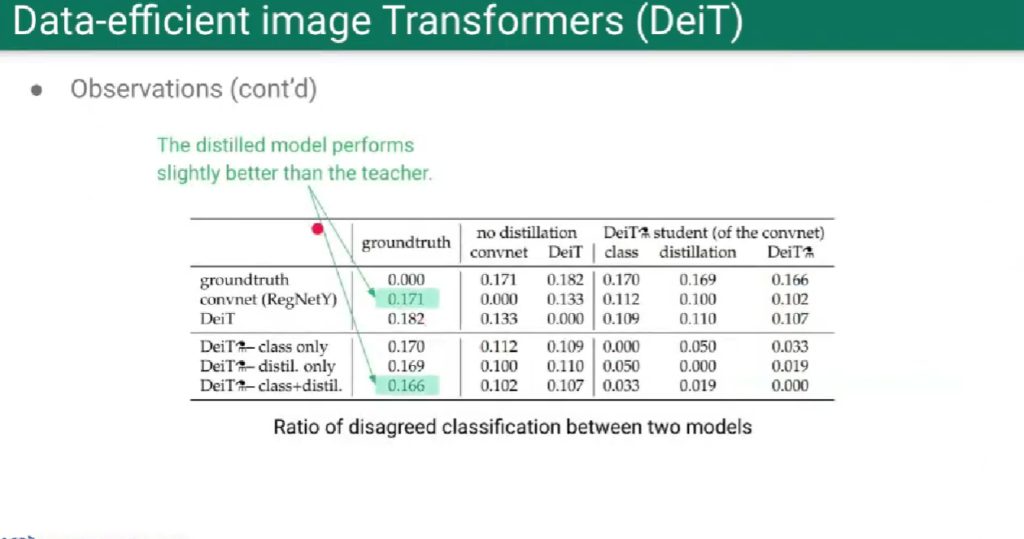 Data-efficient image Transformers (DeiT)
● Observations (cont'd)
The distilled model performs
slightly better than the teacher.
groundtruth no distillation DeiT⚗ student (of the convnet)
convnet DeiT class distillation DeiT⚗
groundtruth 0.000 0.171 0.182 0.170 0.169 0.166
convnet (RegNetY) 0.171 0.000 0.133 0.112 0.100 0.102
DeiT 0.182 0.133 0.000 0.109 0.110 0.107
DeiT⚗– class only 0.170 0.112 0.109 0.000 0.050 0.033
DeiT⚗– distil. only 0.169 0.100 0.110 0.050 0.000 0.019
DeiT⚗– class+distil. 0.166 0.102 0.107 0.033 0.019 0.000
Ratio of disagreed classification between two models